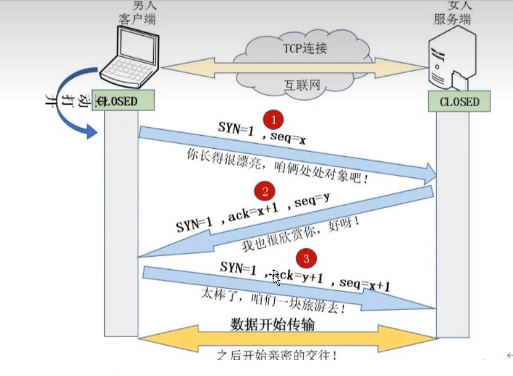 男人
客户端
女人
服务端
TCP连接
互联网
主动打开
CLOSED
CLOSED
1
SYN=1 ,seq=x
你长得很漂亮，咱俩处处对象吧！
2
SYN=1 ,ack=x+1 ,seq=y
我也很欣赏你，好呀！
3
SYN=1 ,ack=y+1 ，seq=x+1
太棒了，咱们一块旅游去！
数据开始传输
之后开始亲密的交往！